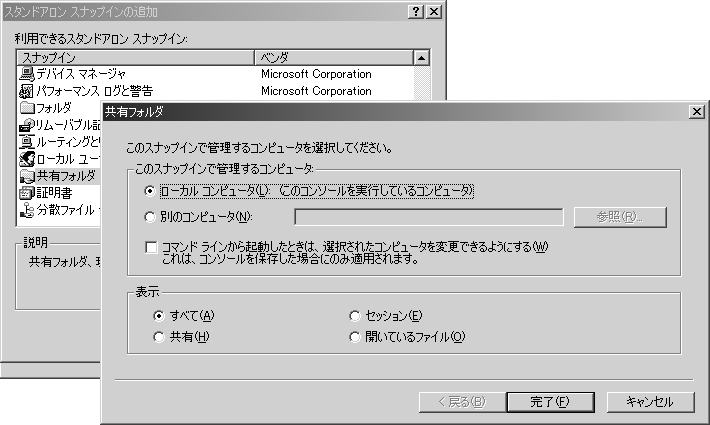 スタンドアロン スナップインの追加
利用できるスタンドアロン スナップイン:
スナップイン
ベンダ
デバイス マネージャ
Microsoft Corporation
パフォーマンス ログと警告
Microsoft Corporation
フォルダ
リムーバブル記
ルーティングと
ローカル ユー
共有フォルダ
証明書
分散ファイル
説明
共有フォルダ、
共有フォルダ
このスナップインで管理するコンピュータを選択してください。
このスナップインで管理するコンピュータ:
ローカル コンピュータ(L): (このコンソールを実行しているコンピュータ)
別のコンピュータ(N):
参照(R)...
コマンド ラインから起動したときは、選択されたコンピュータを変更できるようにする(W)
これは、コンソールを保存した場合にのみ適用されます。
表示
すべて(A)
セッション(E)
共有(H)
開いているファイル(O)
< 戻る(B)
完了(F)
キャンセル